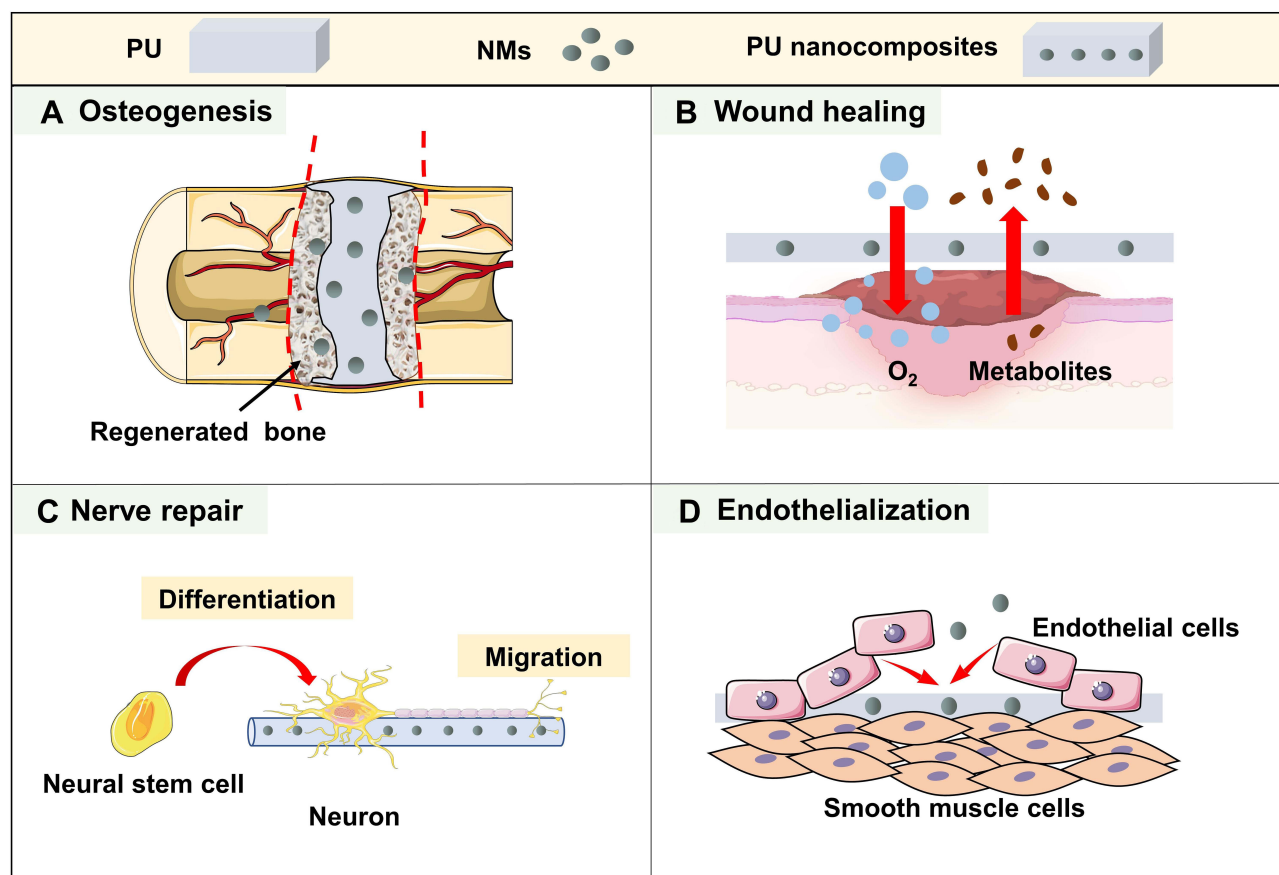 PU
NMs
PU nanocomposites
A Osteogenesis
Regenerated bone
B Wound healing
O₂
Metabolites
C Nerve repair
Differentiation
Migration
Neural stem cell
Neuron
D Endothelialization
Endothelial cells
Smooth muscle cells